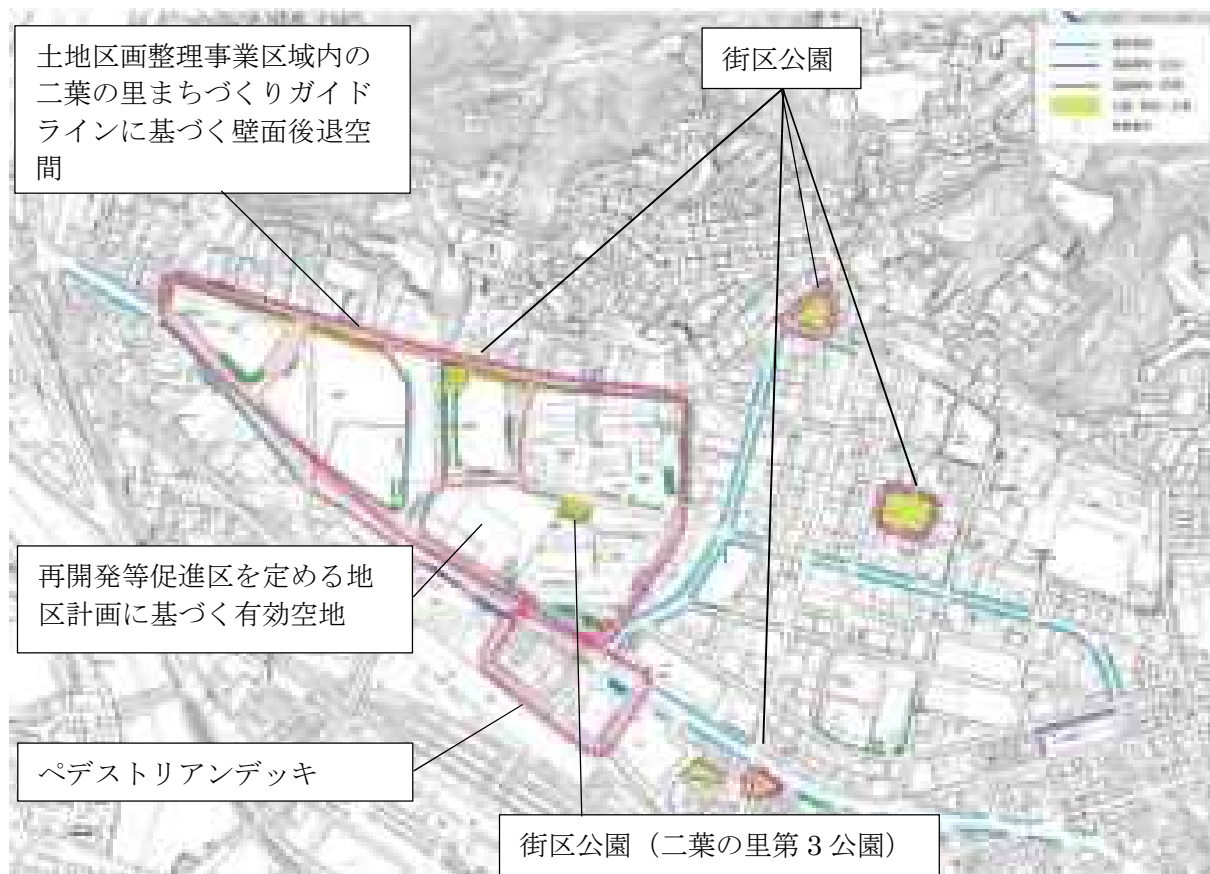 土地区画整理事業区域内の
二葉の里まちづくりガイド
ラインに基づく壁面後退空
間
街区公園
再開発等促進区を定める地
区計画に基づく有効空地
ペデストリアンデッキ
街区公園（二葉の里第３公園）